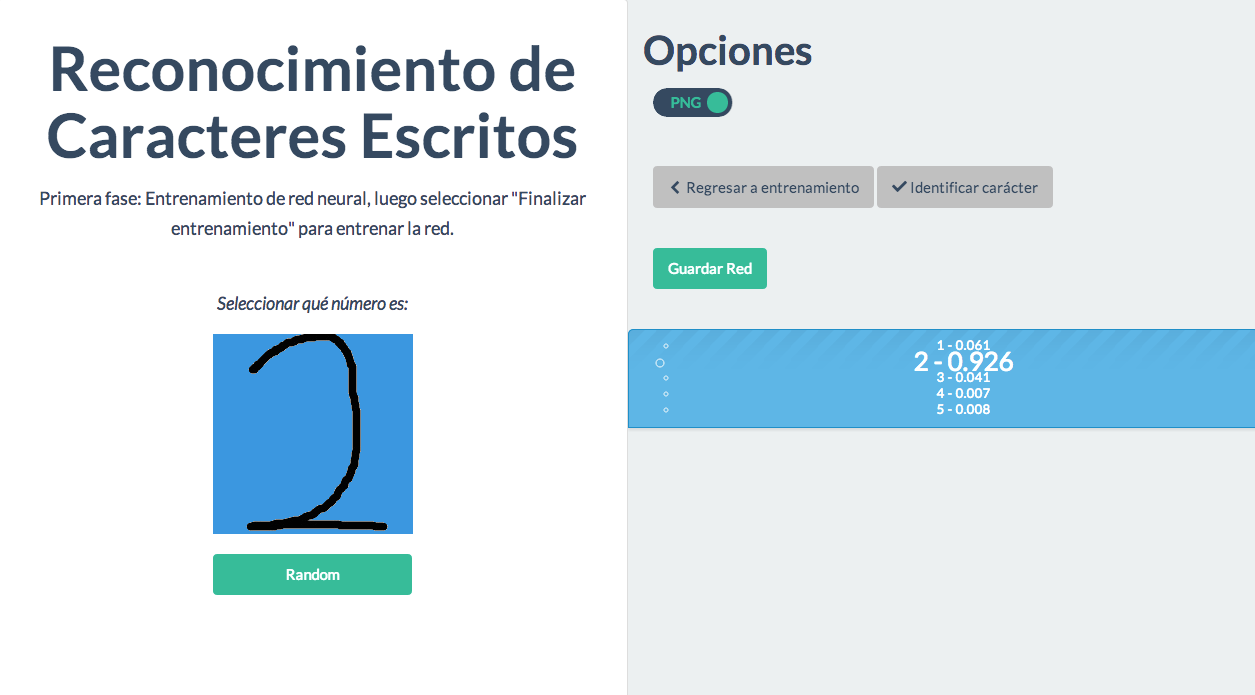 Reconocimiento de
Caracteres Escritos
Primera fase: Entrenamiento de red neural, luego seleccionar "Finalizar
entrenamiento" para entrenar la red.
Seleccionar qué número es:
2
Random
Opciones
PNG
Regresar a entrenamiento
Identificar carácter
Guardar Red
1 - 0.061
2 - 0.926
3 - 0.041
4 - 0.007
5 - 0.008